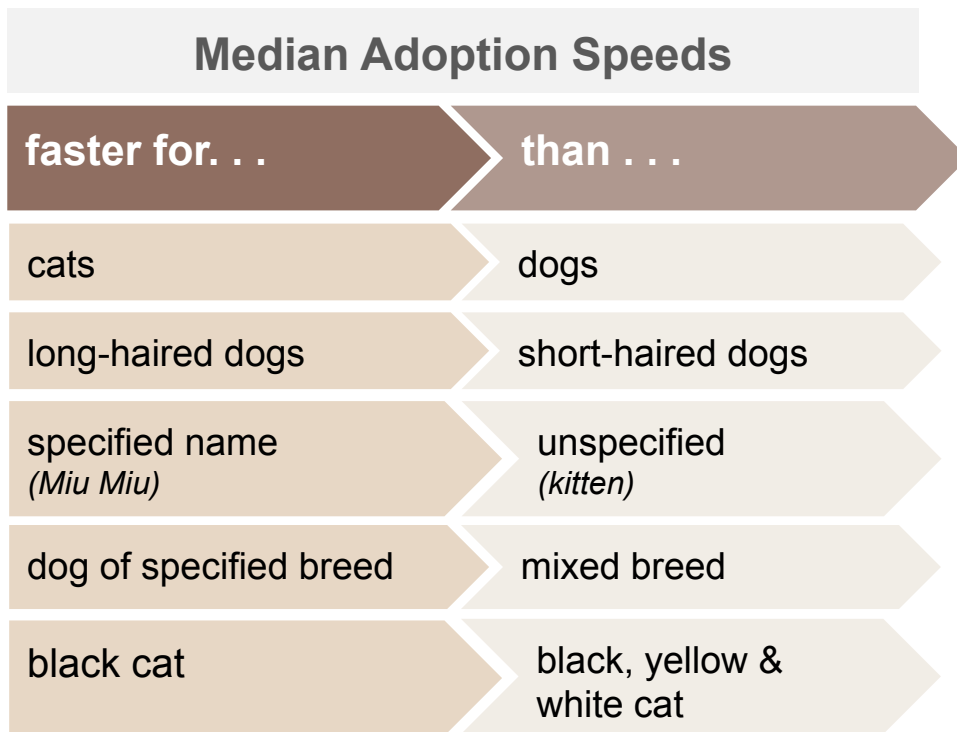 Median Adoption Speeds
faster for. . .
than . . .
cats
dogs
long-haired dogs
short-haired dogs
specified name
(Miu Miu)
unspecified
(kitten)
dog of specified breed
mixed breed
black cat
black, yellow &
white cat